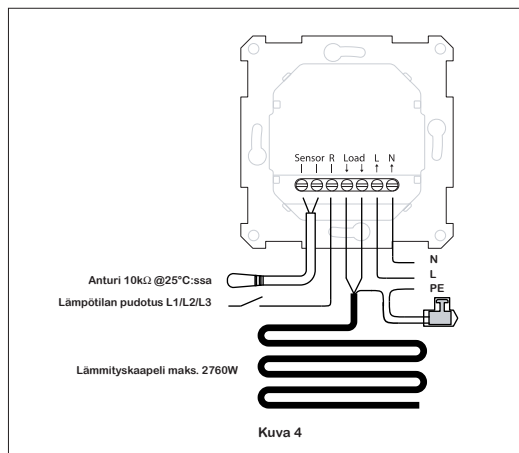 Sensor R Load L N
N
L
Anturi 10kΩ @25°C:ssa
PE
Lämpötilan pudotus L1/L2/L3
Lämmityskaapeli maks. 2760W
Kuva 4